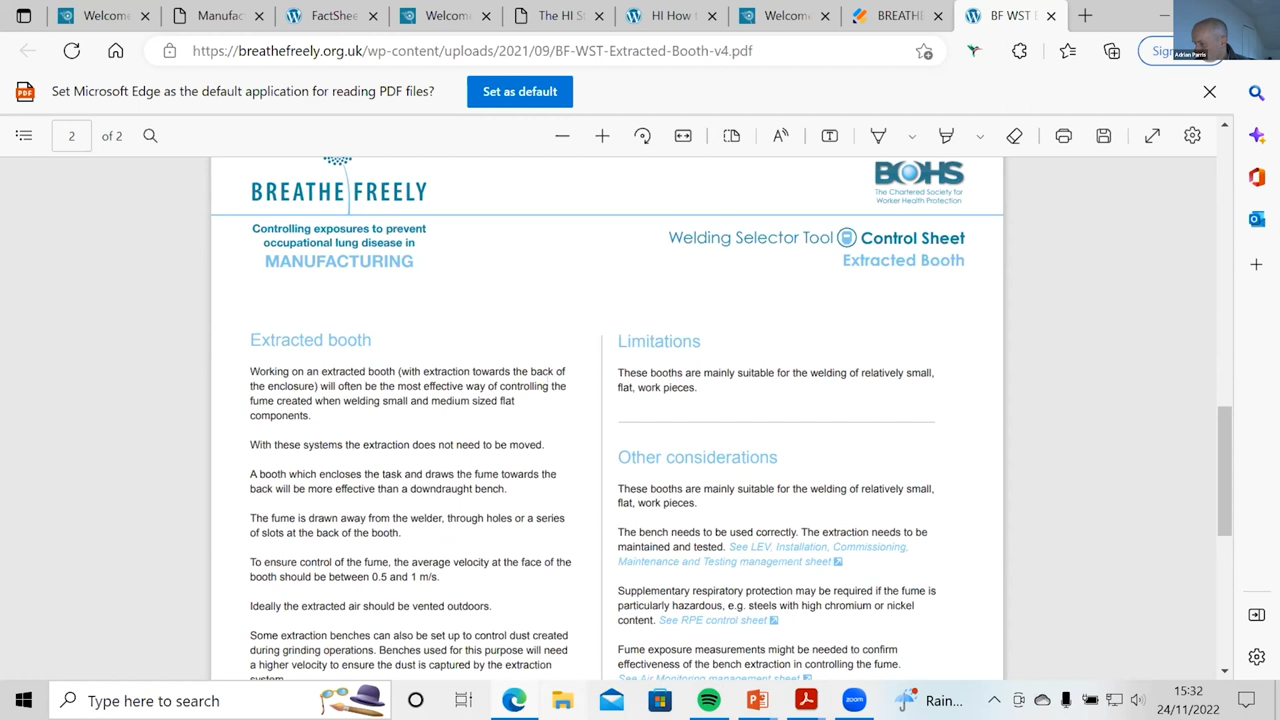 Welcome
Manufac
WpFactS
Welcome
The HI S
HI How
Welcome
BREATHE
BF WST E
https://breathefreely.org.uk/wp-content/uploads/2021/09/BF-WST-Extracted-Booth-v4.pdf
Sign
Adrian Parris
Set Microsoft Edge as the default application for reading PDF files?
Set as default
2 of 2
BREATHE FREELY
BOHS
The Chartered Society for
Worker Health Protection
Controlling exposures to prevent
occupational lung disease in
MANUFACTURING
Welding Selector Tool Control Sheet
Extracted Booth
Extracted booth
Working on an extracted booth (with extraction towards the back of
the enclosure) will often be the most effective way of controlling the
fume created when welding small and medium sized flat
components.
With these systems the extraction does not need to be moved.
A booth which encloses the task and draws the fume towards the
back will be more effective than a downdraught bench.
The fume is drawn away from the welder, through holes or a series
of slots at the back of the booth.
To ensure control of the fume, the average velocity at the face of the
booth should be between 0.5 and 1 m/s.
Ideally the extracted air should be vented outdoors.
Some extraction benches can also be set up to control dust created
during grinding operations. Benches used for this purpose will need
a higher velocity to ensure the dust is captured by the extraction
system.
Limitations
These booths are mainly suitable for the welding of relatively small,
flat, work pieces.
Other considerations
These booths are mainly suitable for the welding of relatively small,
flat, work pieces.
The bench needs to be used correctly. The extraction needs to be
maintained and tested. See LEV, Installation, Commissioning,
Maintenance and Testing management sheet
Supplementary respiratory protection may be required if the fume is
particularly hazardous, e.g. steels with high chromium or nickel
content. See RPE control sheet
Fume exposure measurements might be needed to confirm
effectiveness of the bench extraction in controlling the fume.
See Air Monitoring management sheet
Type here to search
zoom
Rain...
15:32
24/11/2022